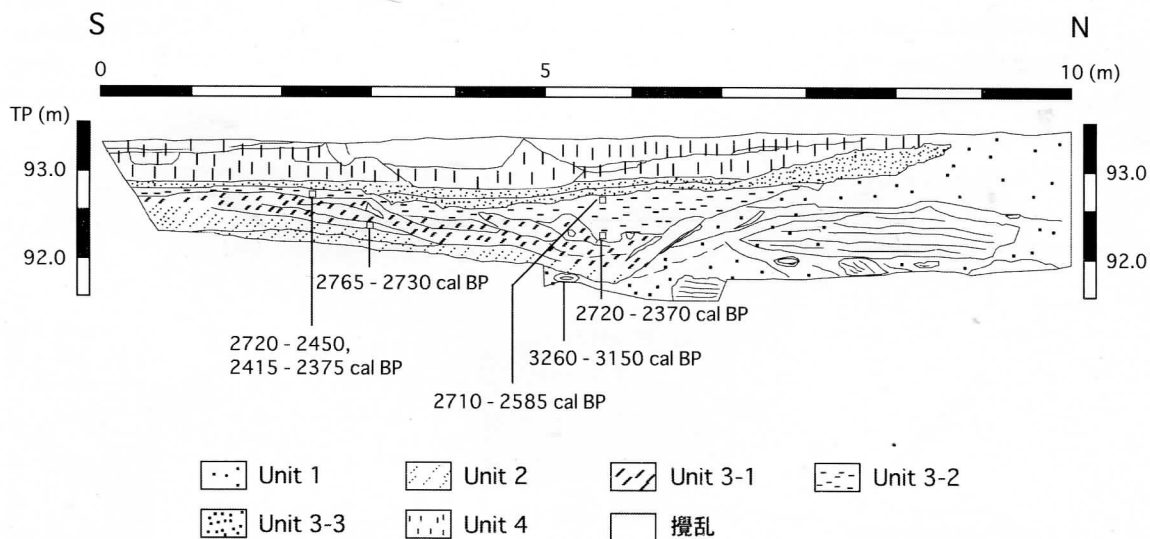 S N
0 5 10 (m)
TP (m)
93.0 93.0
92.0 92.0
2765 - 2730 cal BP
2720 - 2370 cal BP
2720 - 2450,
2415 - 2375 cal BP
3260 - 3150 cal BP
2710 - 2585 cal BP
Unit 1 Unit 2 Unit 3-1 Unit 3-2
Unit 3-3 Unit 4 攪乱